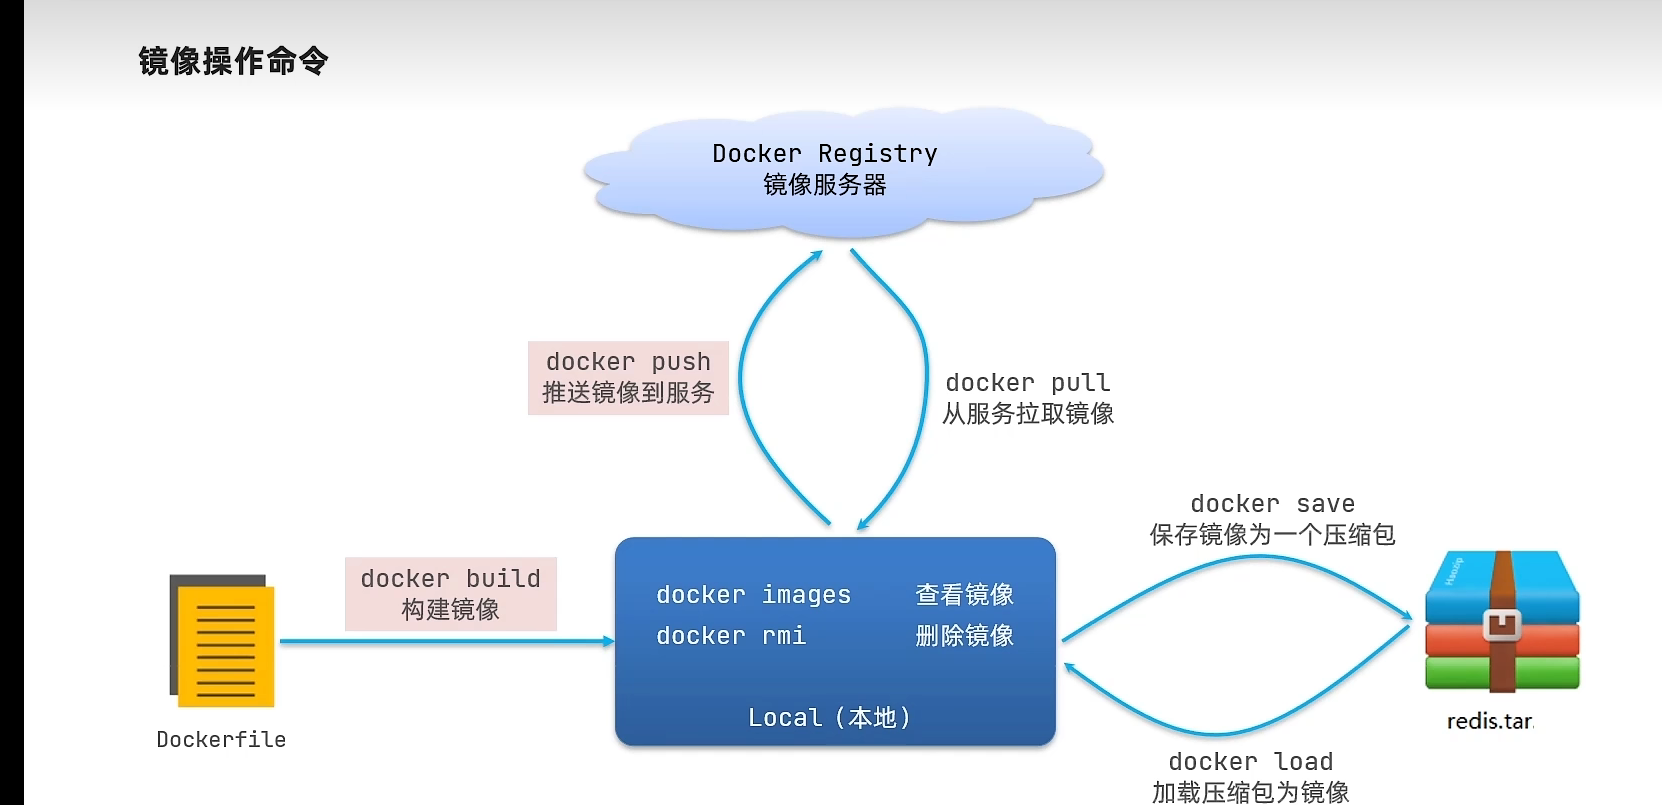 镜像操作命令
Docker Registry
镜像服务器
docker push
推送镜像到服务
docker pull
从服务拉取镜像
docker save
保存镜像为一个压缩包
docker build
构建镜像
docker images 查看镜像
docker rmi 删除镜像
Local（本地）
Haozip
redis.tar.
Dockerfile
docker load
加载压缩包为镜像